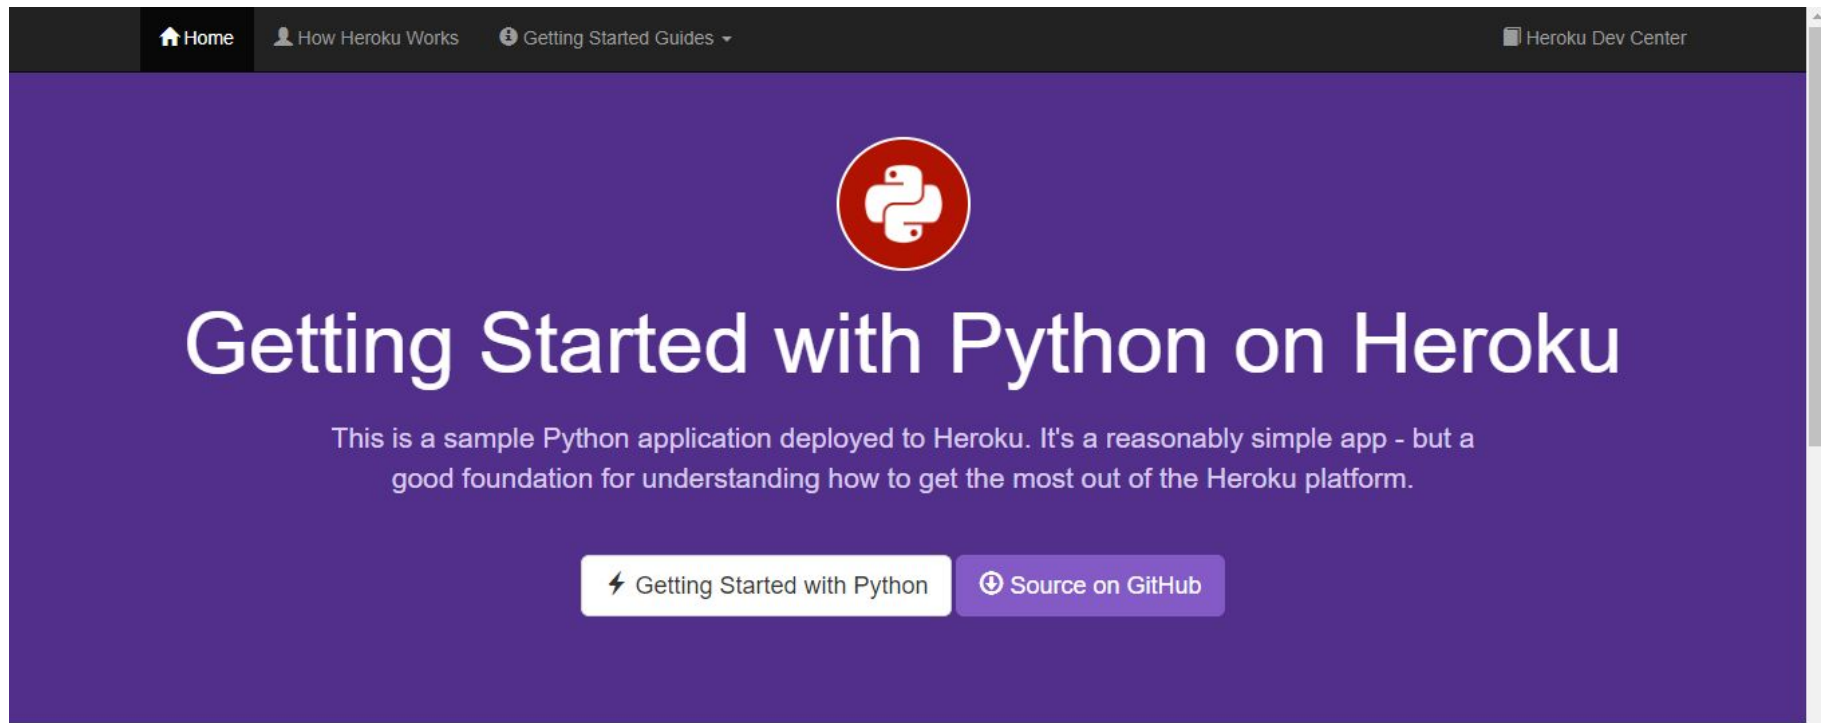 Home
How Heroku Works
Getting Started Guides
Heroku Dev Center
Getting Started with Python on Heroku
This is a sample Python application deployed to Heroku. It's a reasonably simple app - but a
good foundation for understanding how to get the most out of the Heroku platform.
Getting Started with Python
Source on GitHub